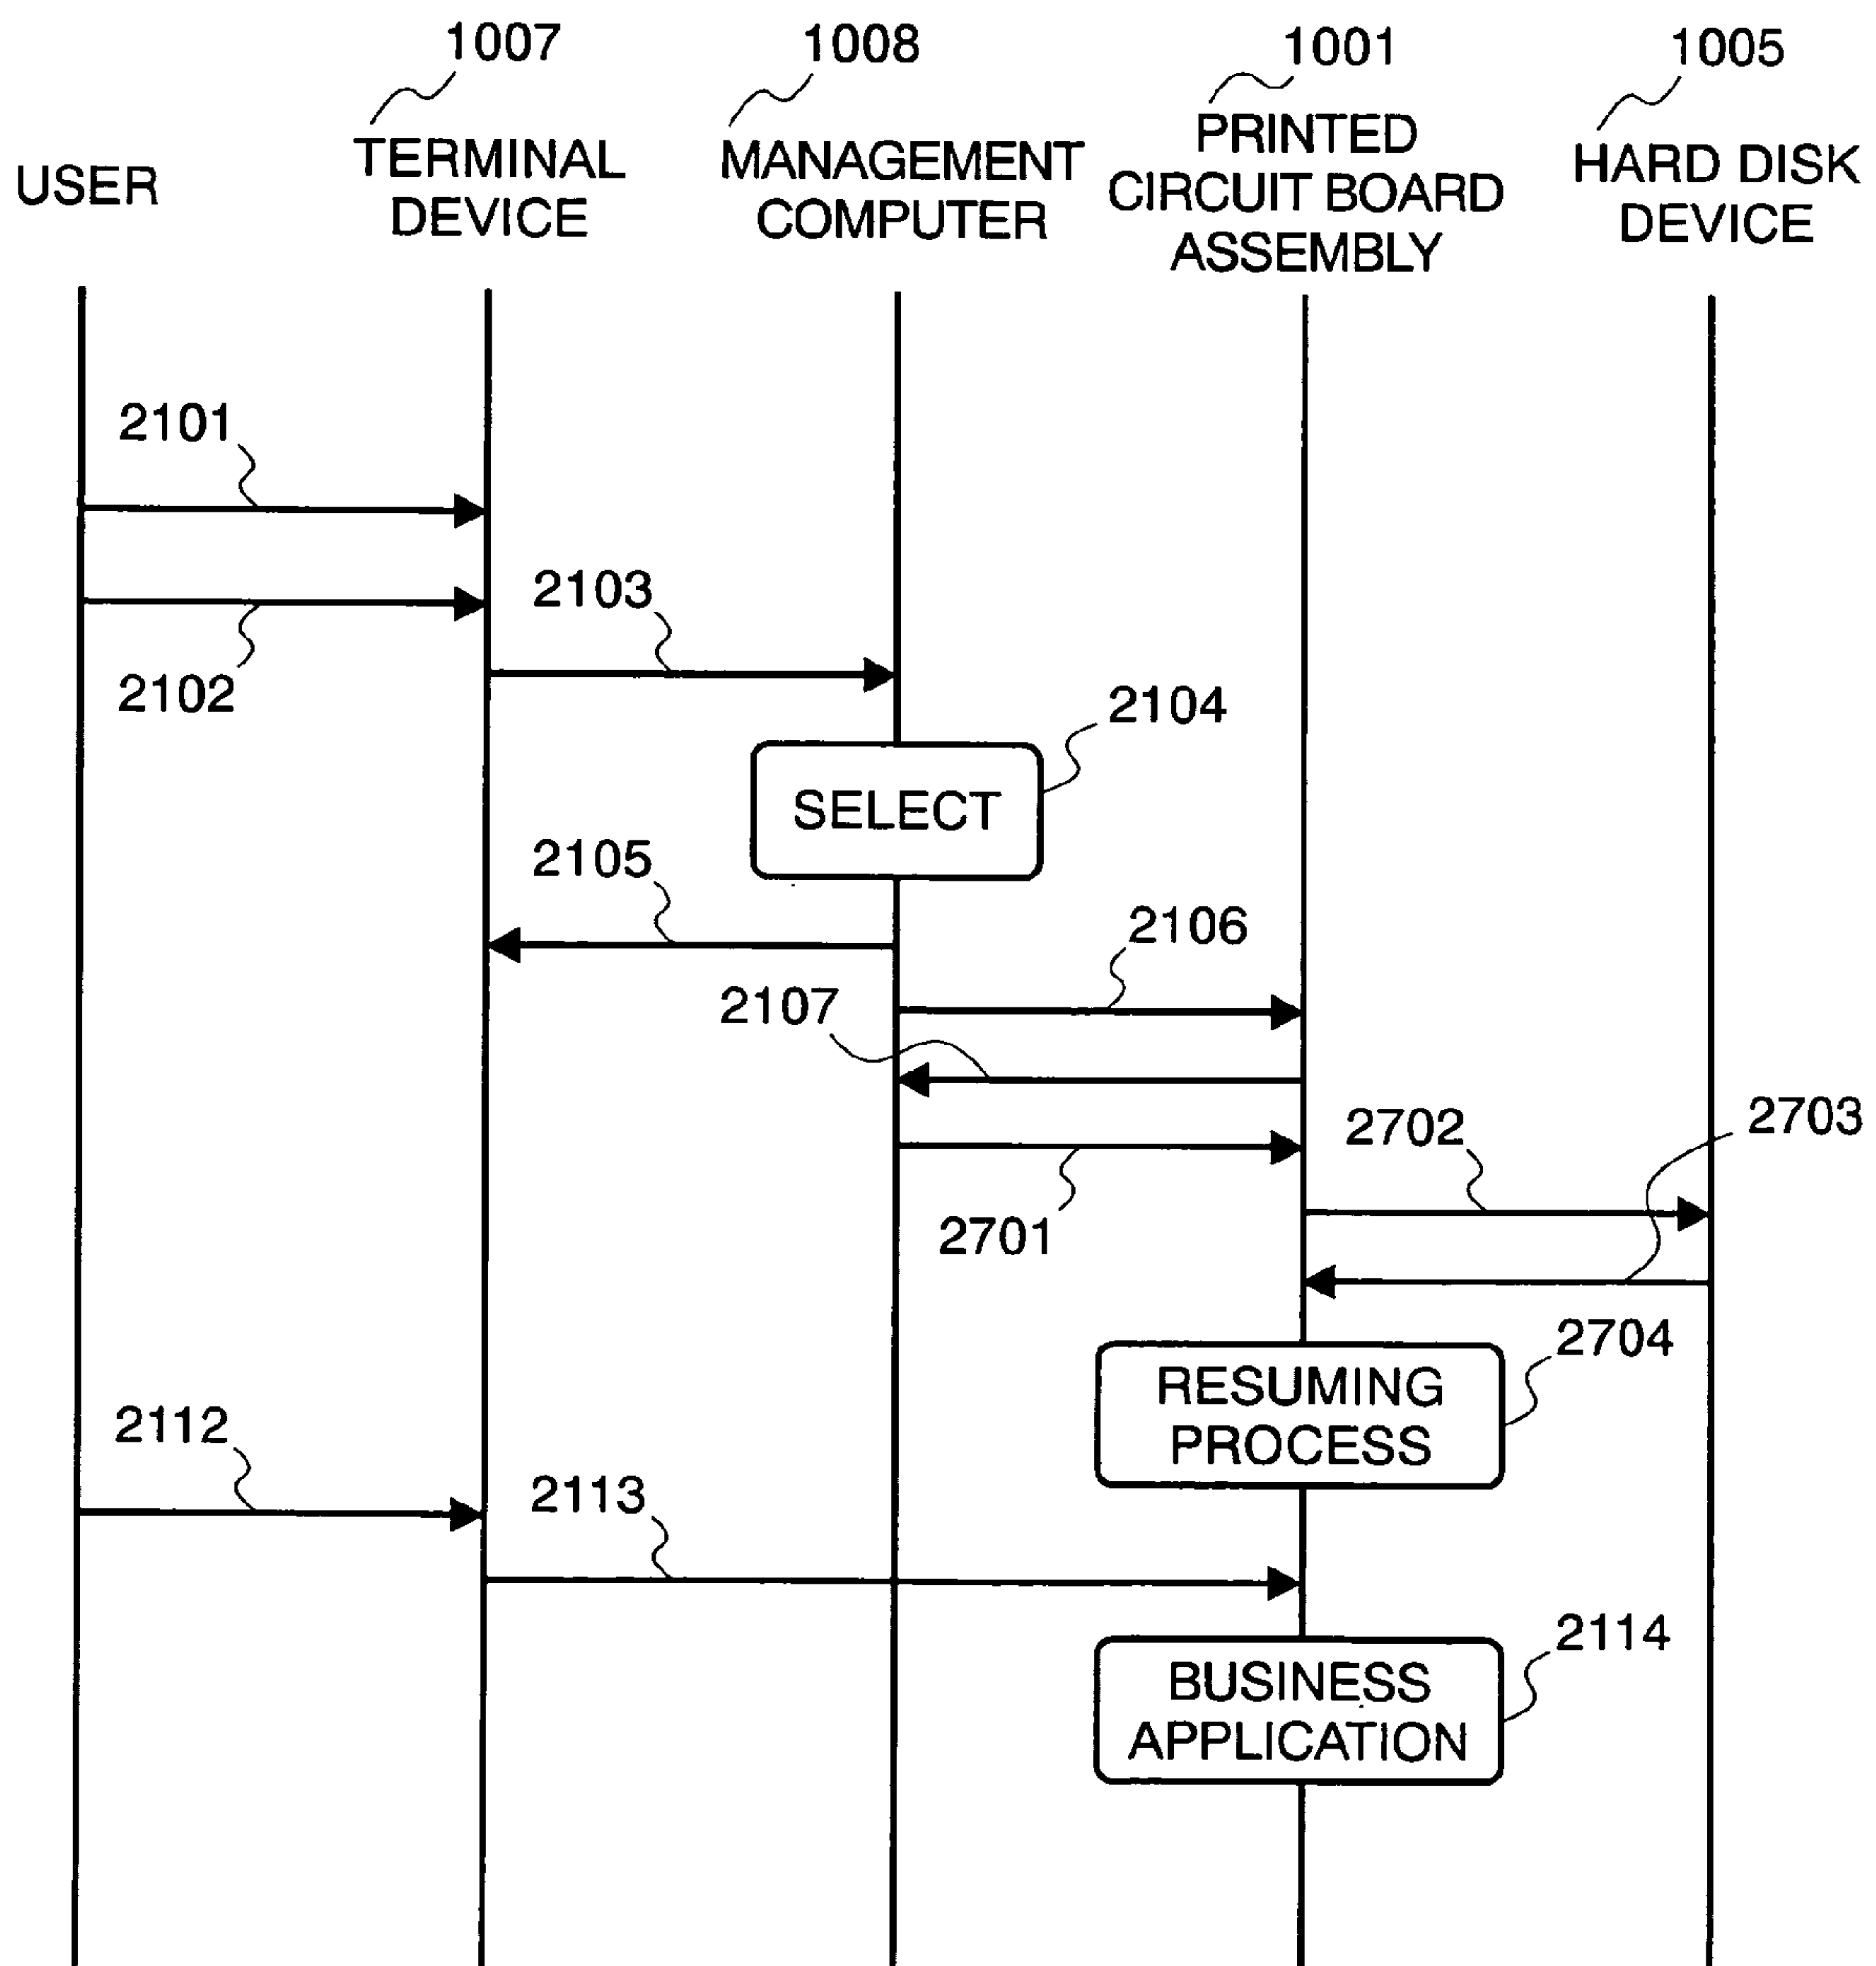 1007
1008
1001
1005
USER
TERMINAL
DEVICE
MANAGEMENT
COMPUTER
PRINTED
CIRCUIT BOARD
ASSEMBLY
HARD DISK
DEVICE
2101
2102
2103
2104
SELECT
2105
2106
2107
2701
2702
2703
2704
RESUMING
PROCESS
2112
2113
2114
BUSINESS
APPLICATION